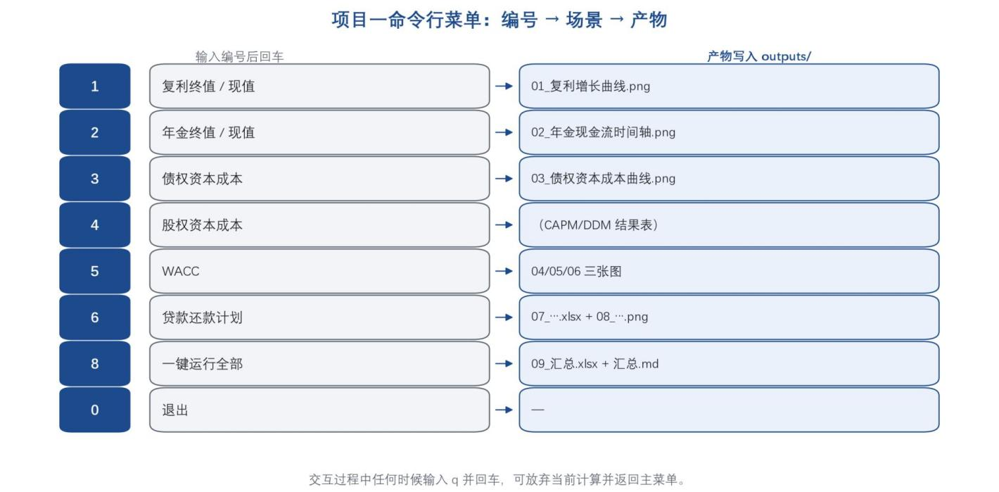 项目一命令行菜单：编号 → 场景 → 产物
输入编号后回车 产物写入 outputs/
1 复利终值 / 现值 → 01_复利增长曲线.png
2 年金终值 / 现值 → 02_年金现金流时间轴.png
3 债权资本成本 → 03_债权资本成本曲线.png
4 股权资本成本 → （CAPM/DDM 结果表）
5 WACC → 04/05/06 三张图
6 贷款还款计划 → 07_….xlsx + 08_….png
8 一键运行全部 → 09_汇总.xlsx + 汇总.md
0 退出 → —
交互过程中任何时候输入 q 并回车，可放弃当前计算并返回主菜单。